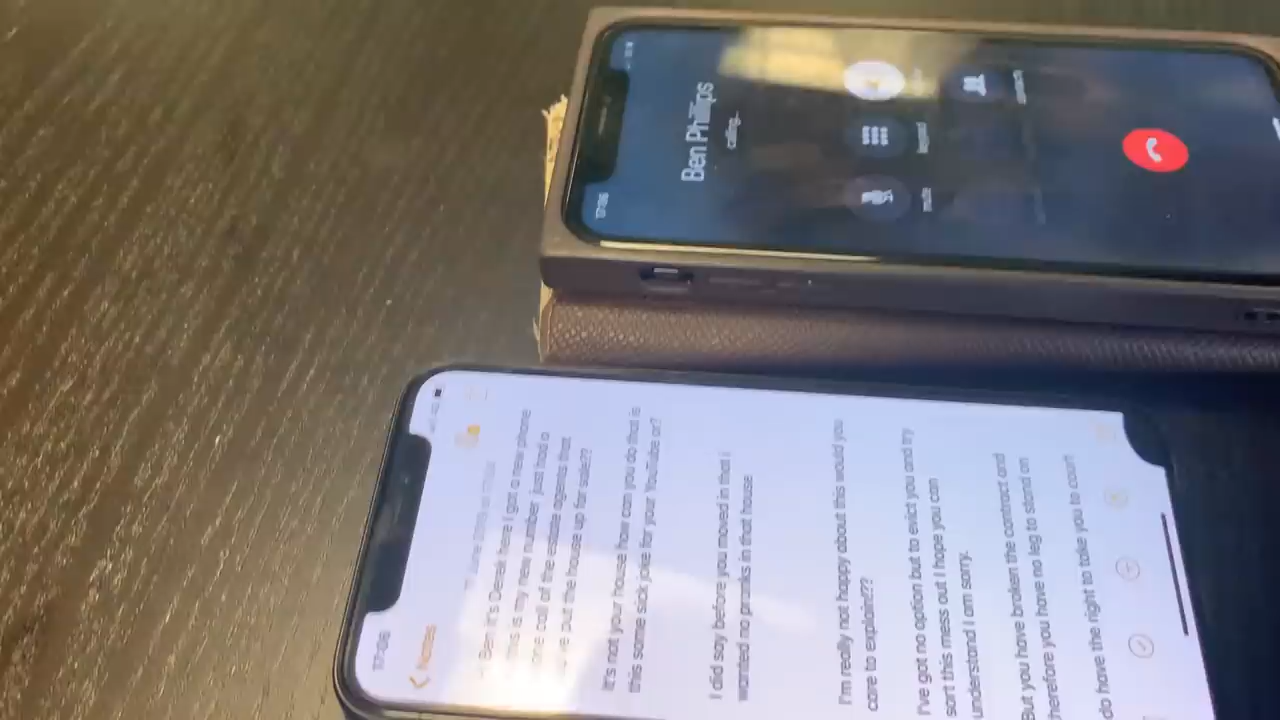 17:06
Ben Phillips
calling...
mute
keypad
17:06
Notes
Ben it's Derek here I got a new phone
this is my new number just had a
call of the estate agents that
put the house up for sale??
It's not your house how can you do that is
this some sick joke for your YouTube or?
I did say before you moved in that i
wanted no pranks in that house
I'm really not happy about this would you
care to explain???
I've got no option but to evict you and try
sort this mess out I hope you can
understand I am sorry.
But you have broken the contract and
therefore you have no leg to stand on
do have the right to take you to court